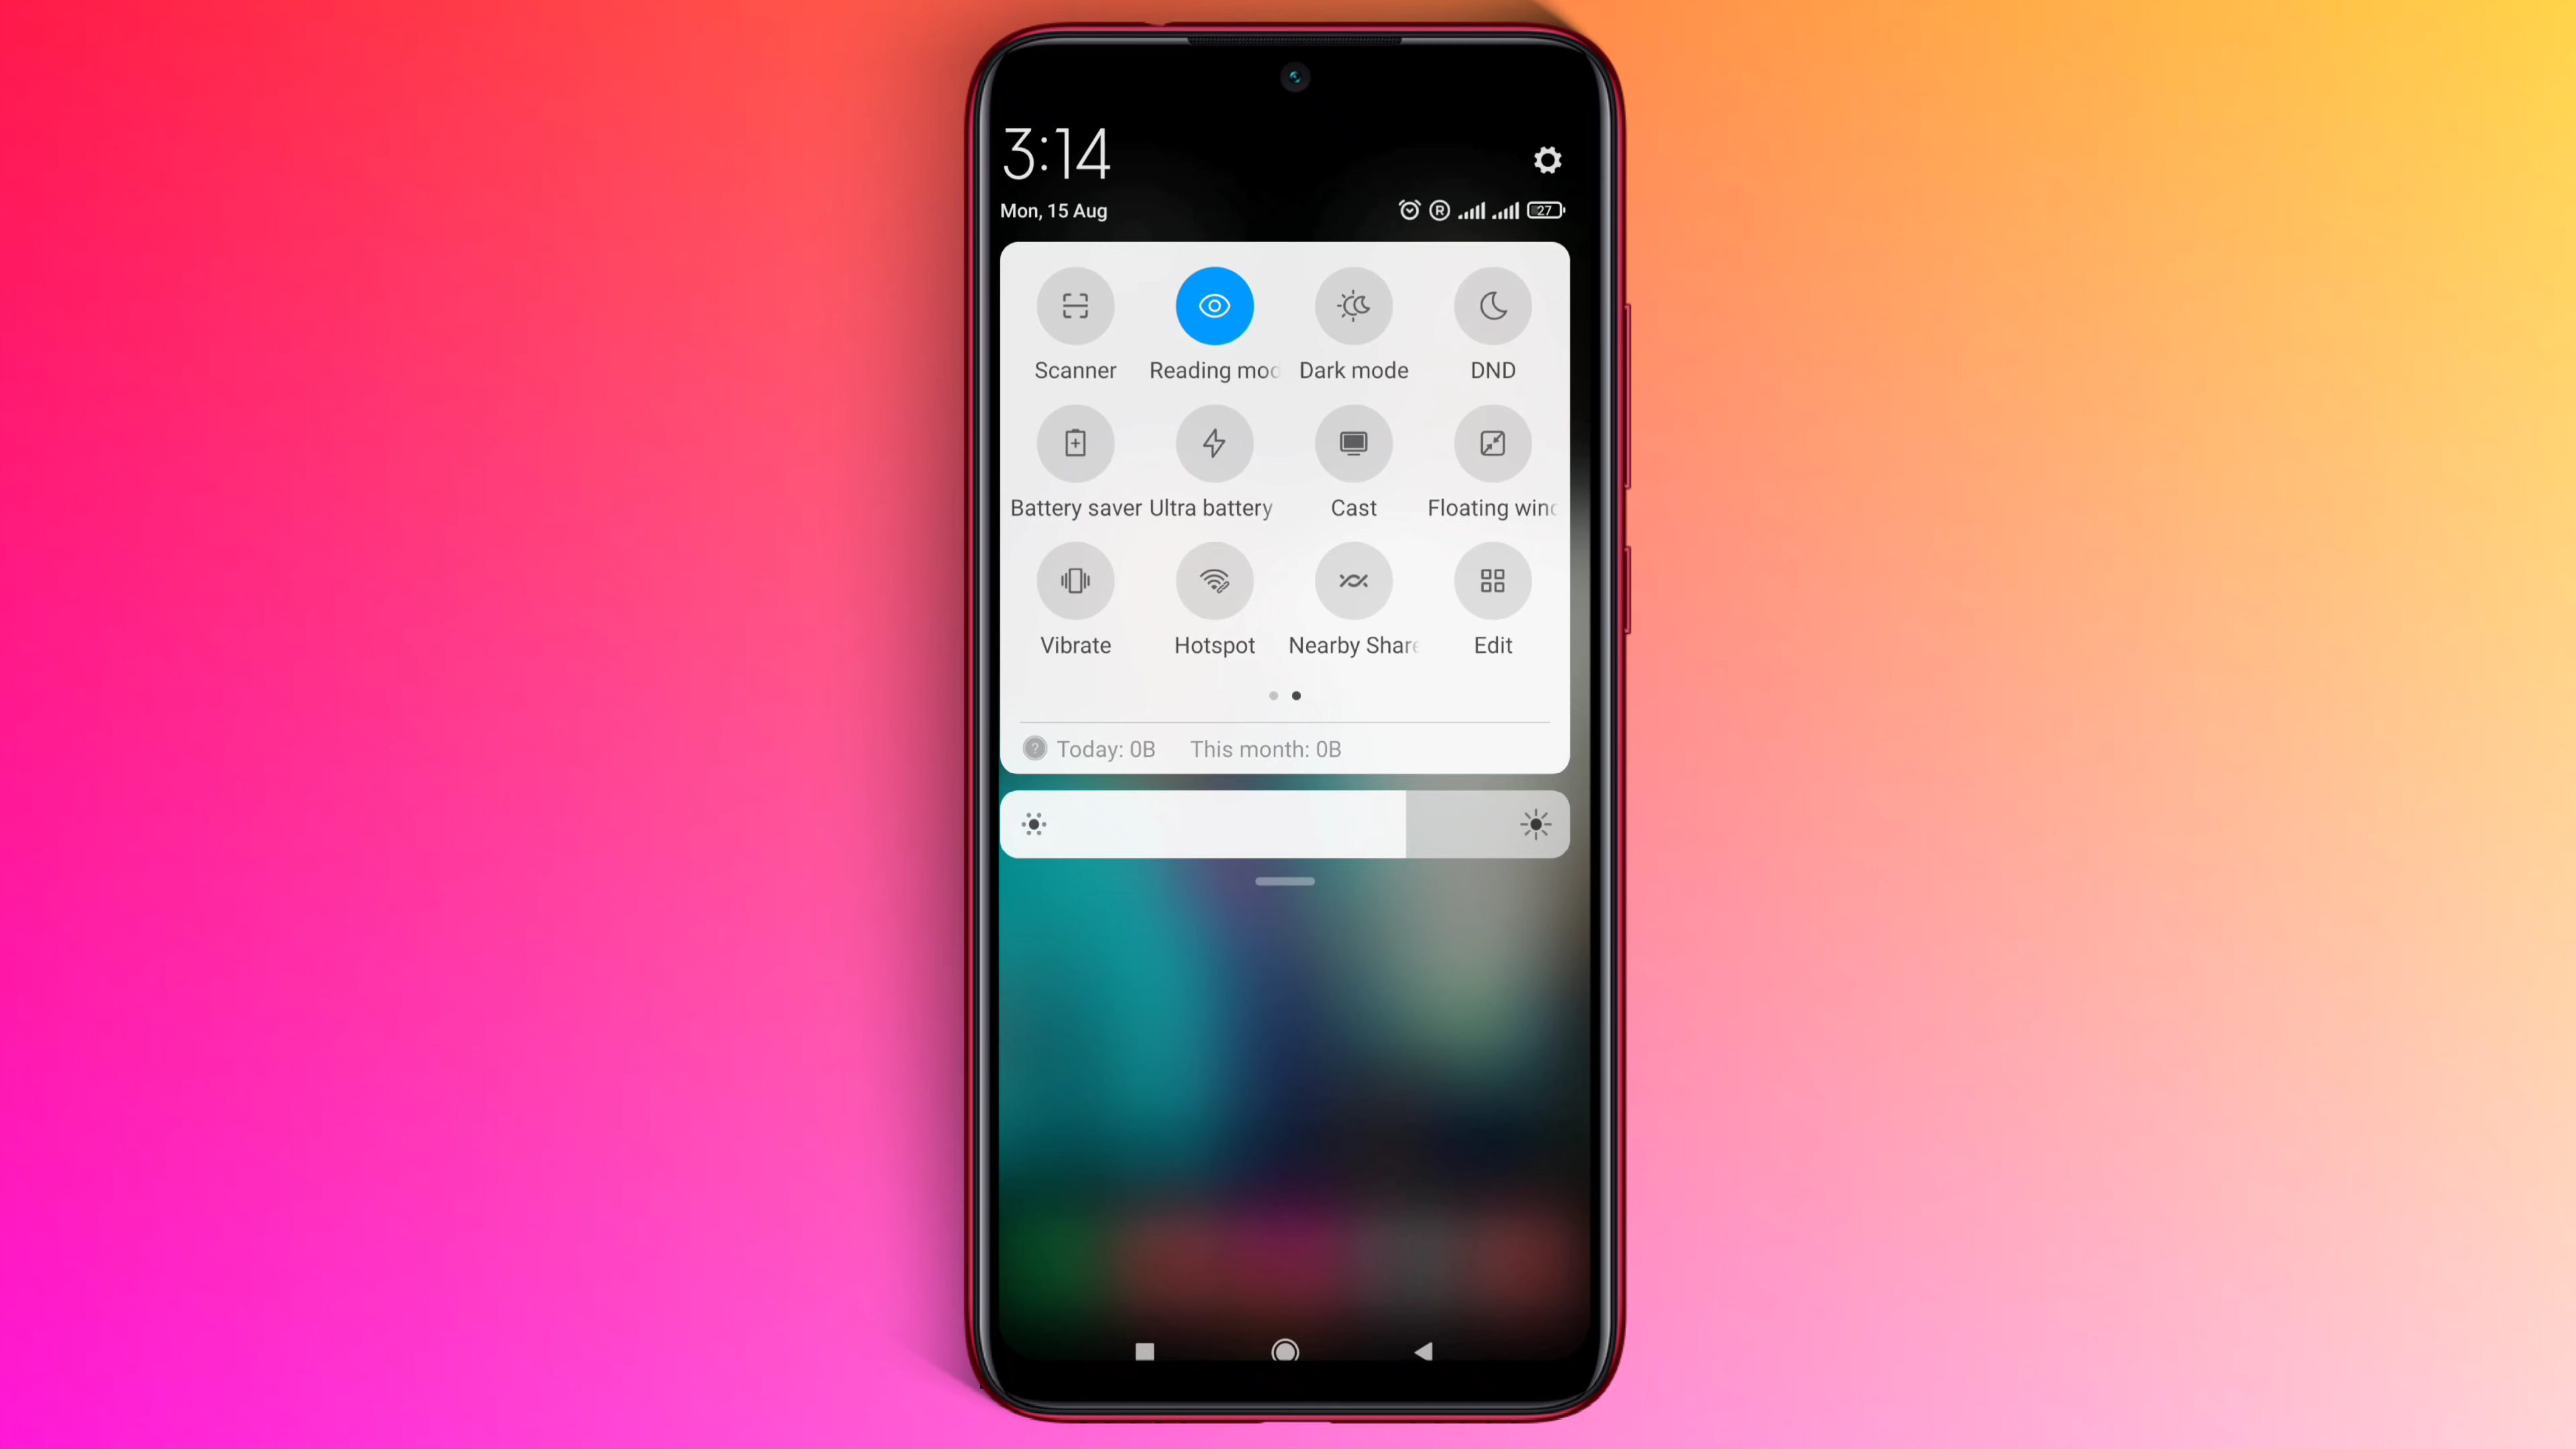 3:14
Mon, 15 Aug
R
27
Scanner
Reading mod
Dark mode
DND
Battery saver
Ultra battery
Cast
Floating wind
Vibrate
Hotspot
Nearby Share
Edit
? Today: 0B This month: 0B